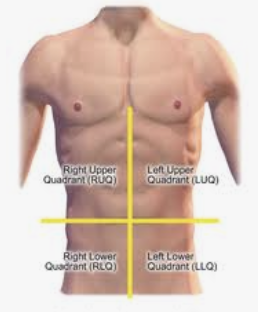 Right Upper
Quadrant (RUQ)
Left Upper
Quadrant (LUQ)
Right Lower
Quadrant (RLQ)
Left Lower
Quadrant (LLQ)